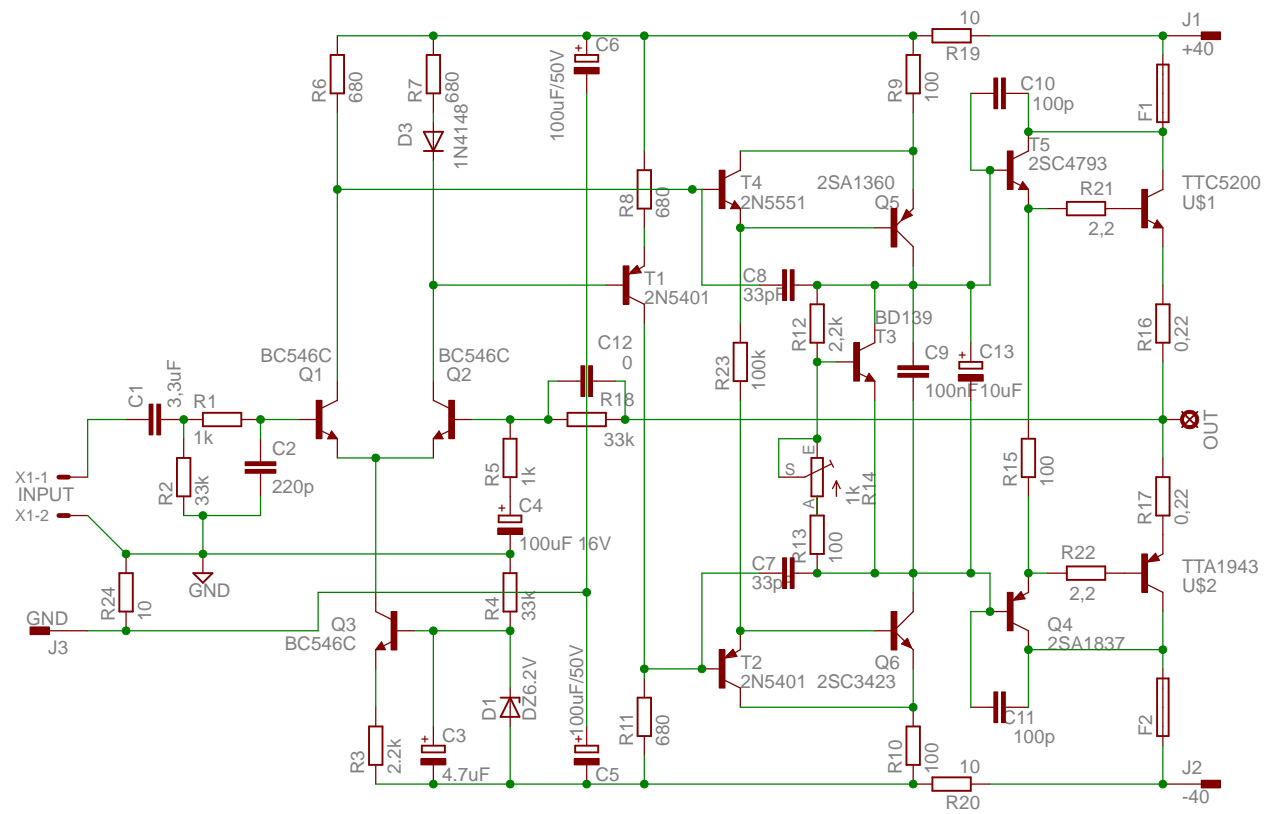 10
J1
+40
R19
C6
+
100uF/50V
R6
680
R7
680
D3
1N4148
R9
100
C10
100p
F1
T5
2SC4793
T4
2N5551
2SA1360
Q5
R8
680
R21
2,2
TTC5200
U$1
T1
2N5401
C8
33pF
R12
2,2k
BD139
T3
R16
0,22
C12
0
BC546C
Q1
BC546C
Q2
R23
100k
C9
100nF
+
C13
10uF
C1
3,3uF
R1
1k
R18
33k
OUT
C2
220p
R2
33k
X1-1
INPUT
X1-2
R5
1k
+
C4
100uF 16V
E
S
A
1k
R14
R15
100
R17
0,22
R13
100
C7
33pF
R22
2,2
TTA1943
U$2
GND
R24
10
GND
J3
R4
33k
Q3
BC546C
Q4
2SA1837
T2
2N5401
Q6
2SC3423
D1
DZ6.2V
100uF/50V
R11
680
C11
100p
F2
R3
2.2k
+
C3
4.7uF
+
C5
R10
100
10
R20
J2
-40